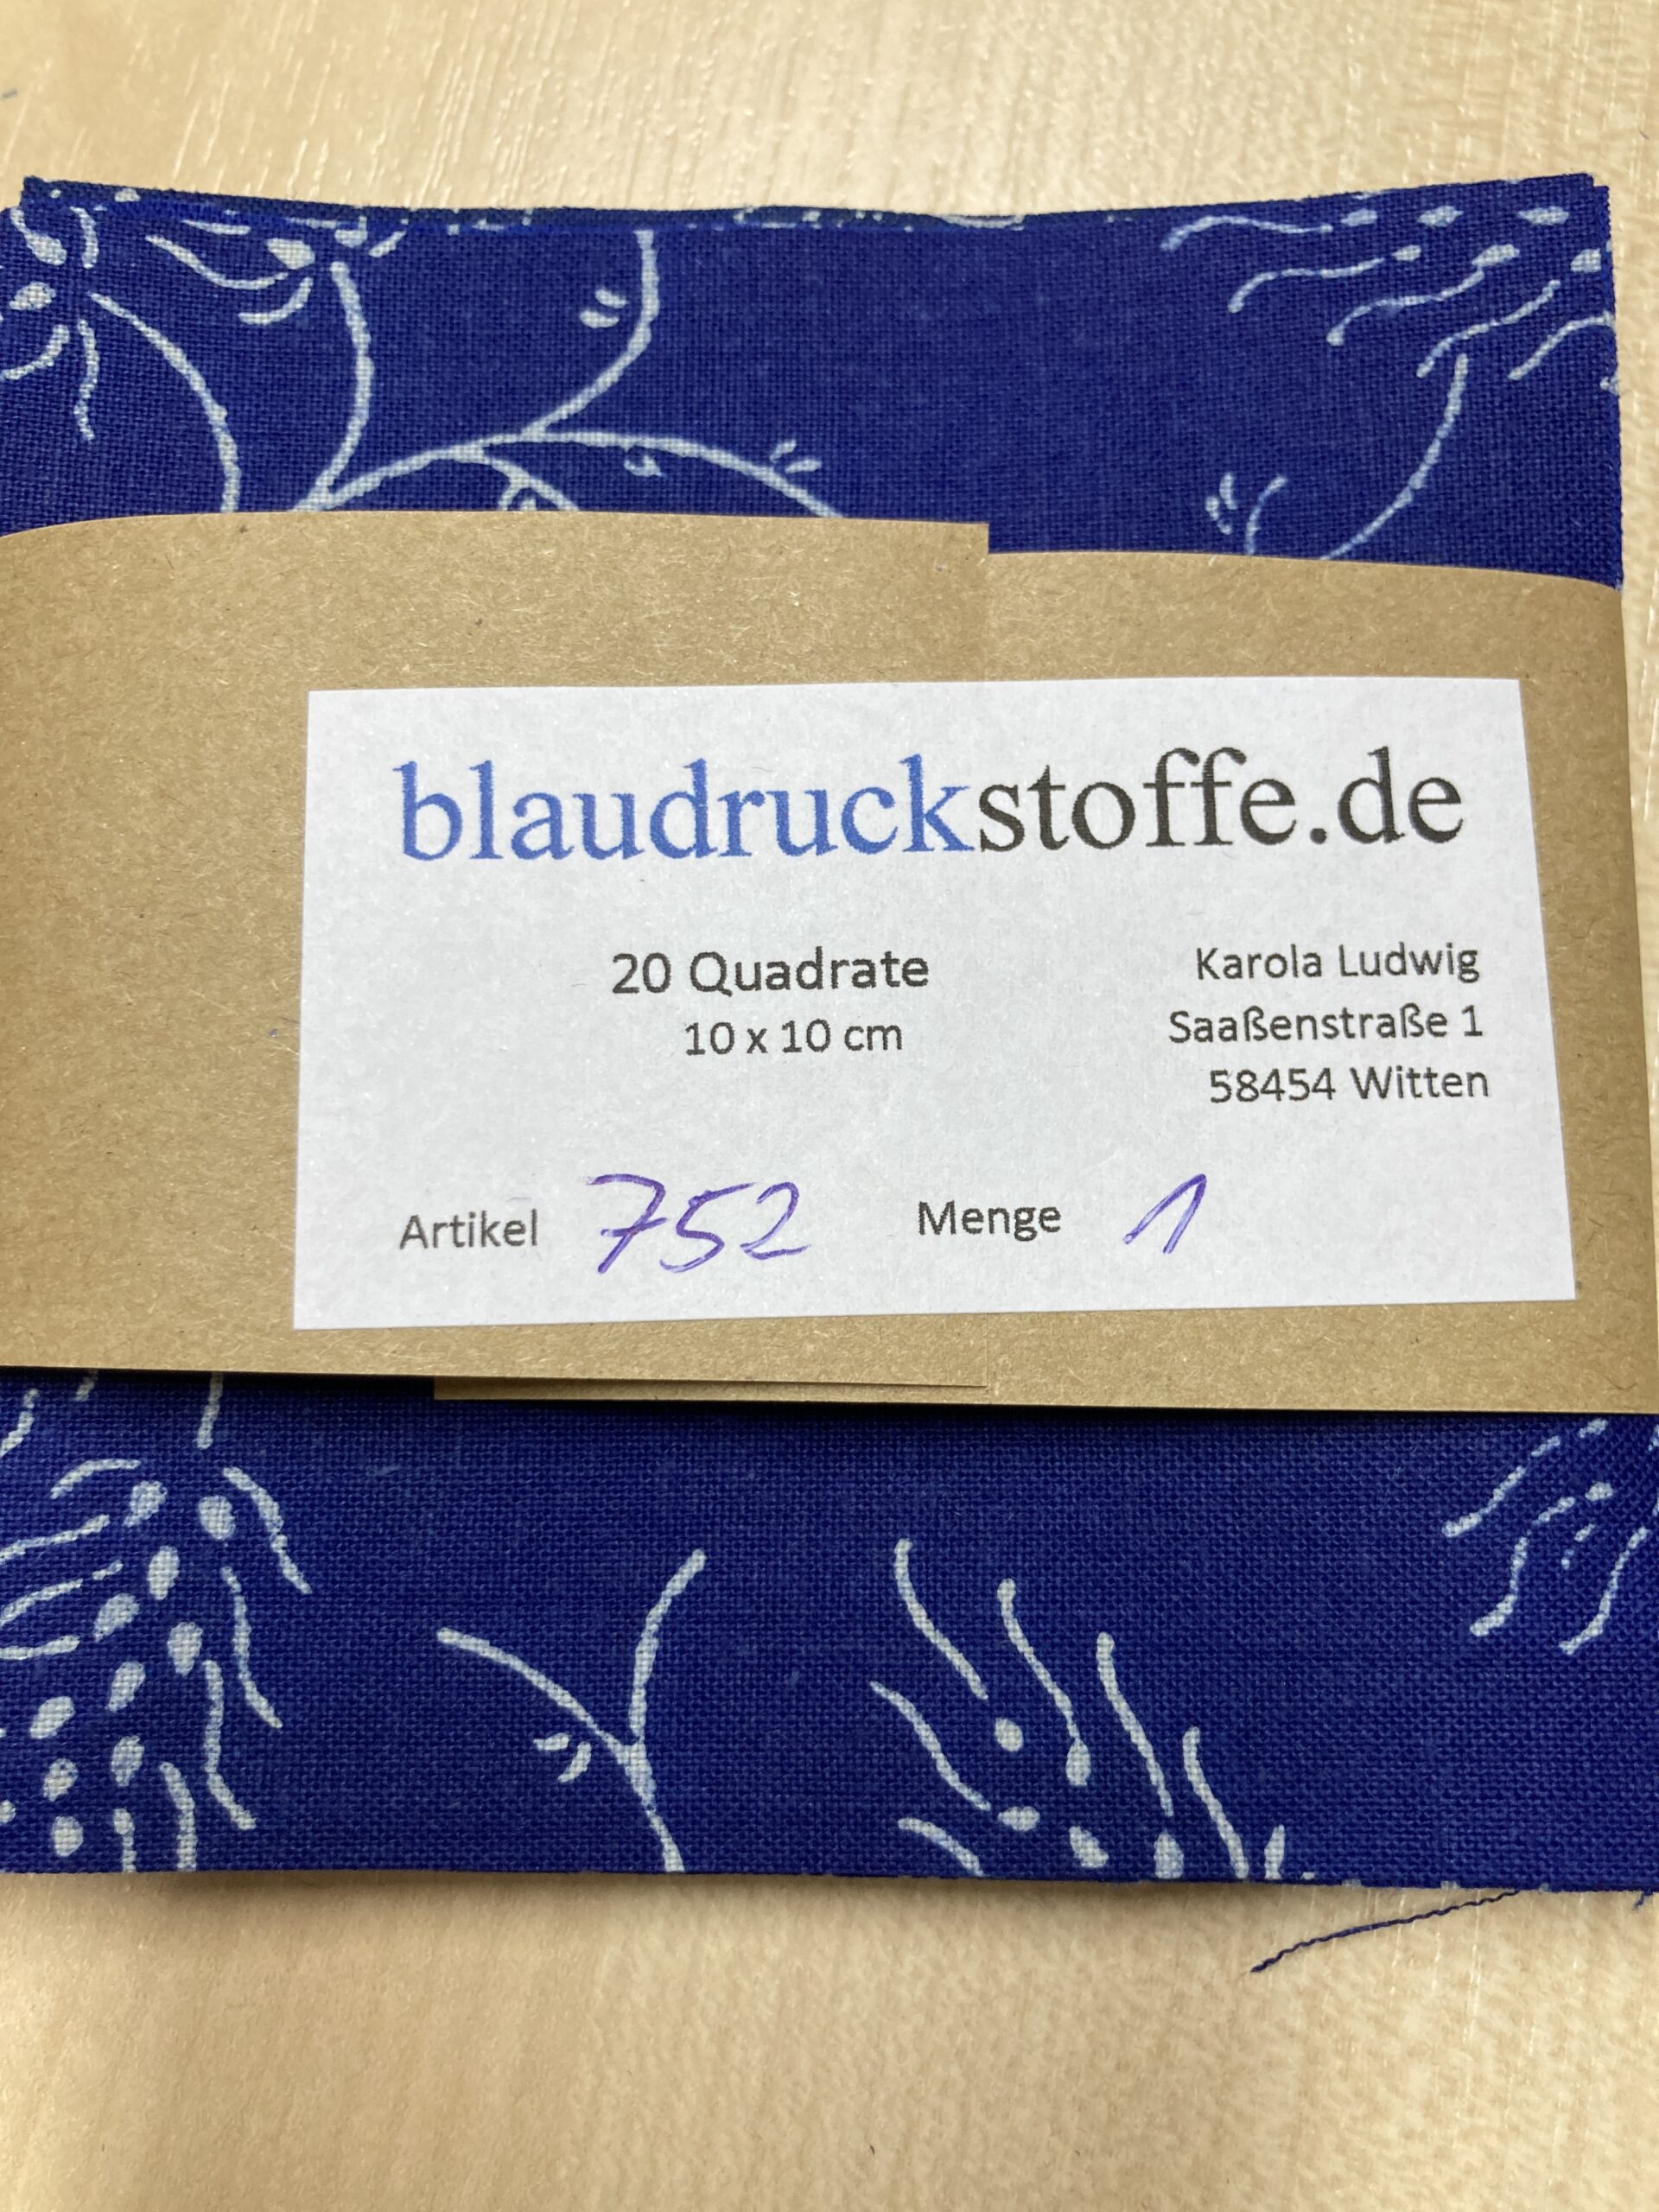 blaudruckstoffe.de
20 Quadrate
10 x 10 cm
Karola Ludwig
Saaßenstraße 1
58454 Witten
Artikel 752 Menge 1